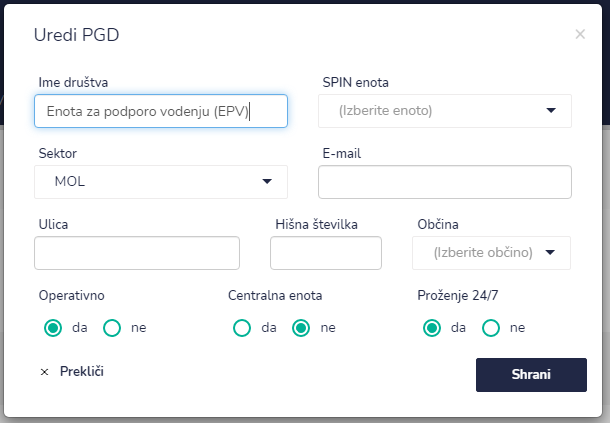 Uredi PGD ×
Ime društva SPIN enota
Enota za podporo vodenju (EPV) (Izberite enoto)
Sektor E-mail
MOL
Ulica Hišna številka Občina
(Izberite občino)
Operativno Centralna enota Proženje 24/7
da ne da ne da ne
× Prekliči Shrani